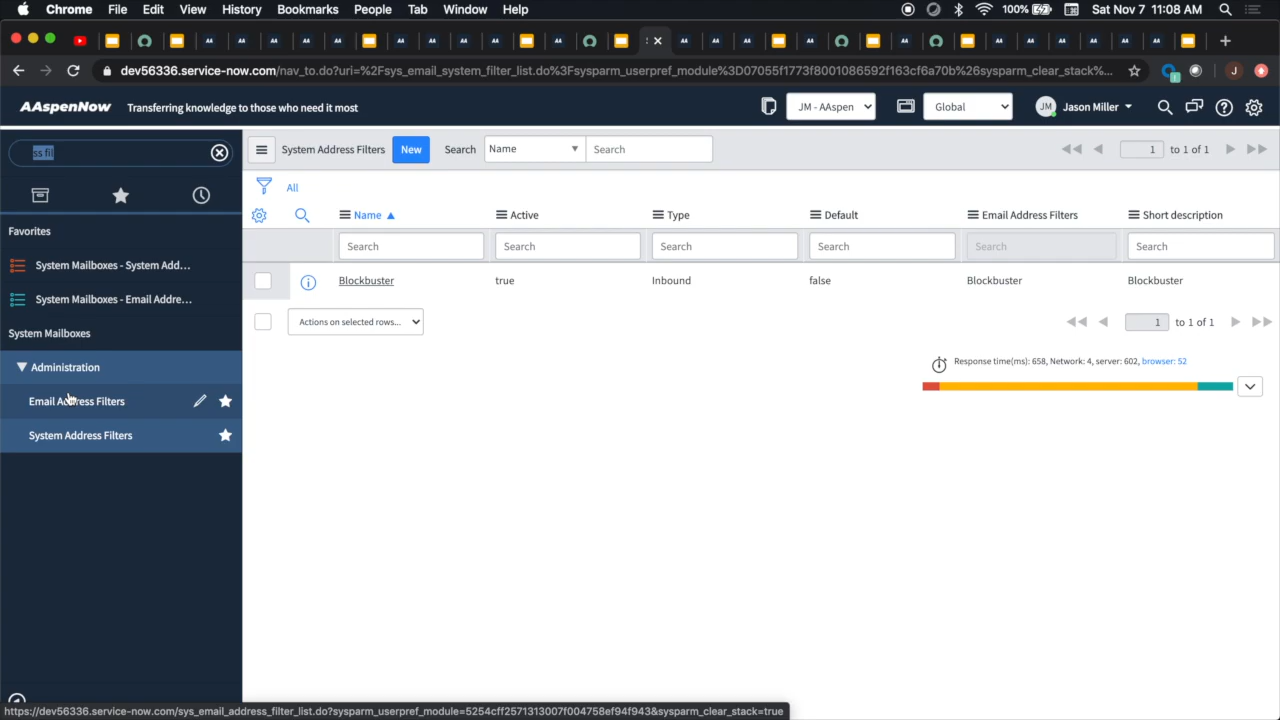 Chrome File Edit View History Bookmarks People Tab Window Help 100% Sat Nov 7 11:08 AM
dev56336.service-now.com/nav_to.do?uri=%2Fsys_email_system_filter_list.do%3Fsysparm_userpref_module%3D07055f1773f8001086592f163cf6a70b%26sysparm_clear_stack%...
AAspenNow Transferring knowledge to those who need it most JM - AAspen Global JM Jason Miller
ss fil
System Address Filters New Search Name Search 1 to 1 of 1
All
Name Active Type Default Email Address Filters Short description
Search Search Search Search Search Search
Blockbuster true Inbound false Blockbuster Blockbuster
Actions on selected rows... 1 to 1 of 1
Response time(ms): 658, Network: 4, server: 602, browser: 52
Favorites
System Mailboxes - System Add...
System Mailboxes - Email Addre...
System Mailboxes
Administration
Email Address Filters
System Address Filters
https://dev56336.service-now.com/sys_email_address_filter_list.do?sysparm_userpref_module=5254cff2571313007f004758ef94f943&sysparm_clear_stack=true